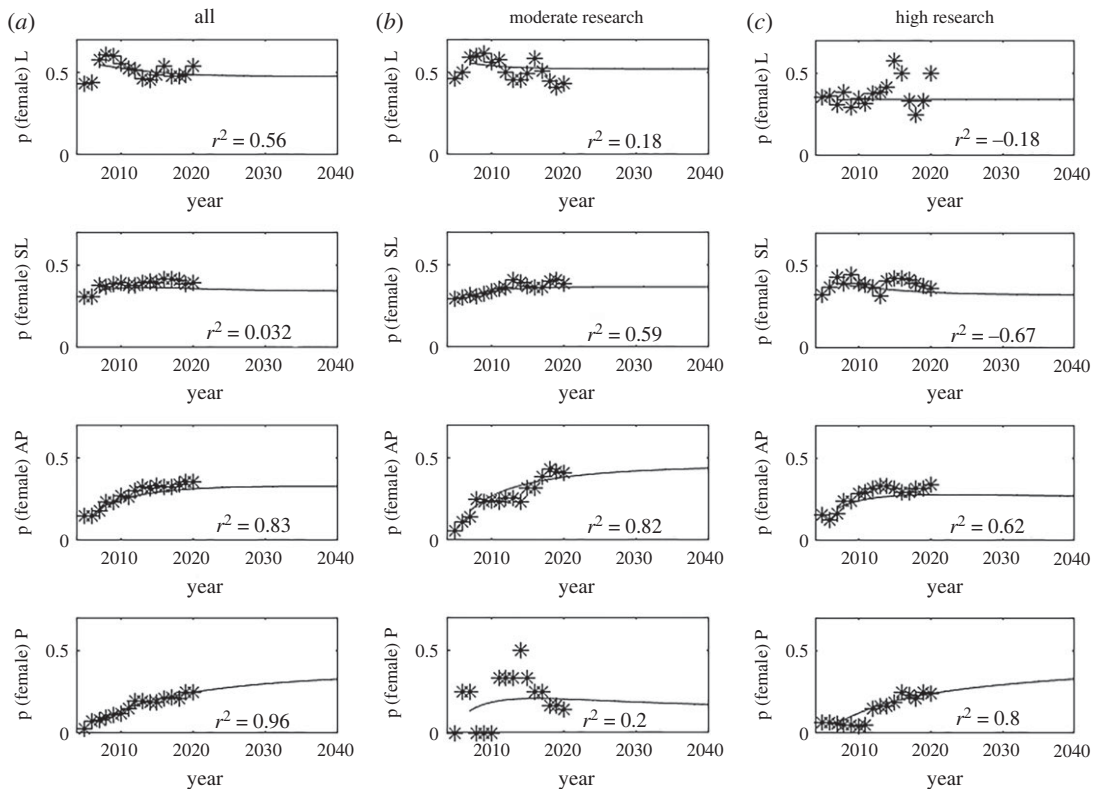 (a) all
p (female) L
0.5
0
r² = 0.56
2010 2020 2030 2040
year
p (female) SL
0.5
0
r² = 0.032
2010 2020 2030 2040
year
p (female) AP
0.5
0
r² = 0.83
2010 2020 2030 2040
year
p (female) P
0.5
0
r² = 0.96
2010 2020 2030 2040
year
(b) moderate research
p (female) L
0.5
0
r² = 0.18
2010 2020 2030 2040
year
p (female) SL
0.5
0
r² = 0.59
2010 2020 2030 2040
year
p (female) AP
0.5
0
r² = 0.82
2010 2020 2030 2040
year
p (female) P
0.5
0
r² = 0.2
2010 2020 2030 2040
year
(c) high research
p (female) L
0.5
0
r² = –0.18
2010 2020 2030 2040
year
p (female) SL
0.5
0
r² = –0.67
2010 2020 2030 2040
year
p (female) AP
0.5
0
r² = 0.62
2010 2020 2030 2040
year
p (female) P
0.5
0
r² = 0.8
2010 2020 2030 2040
year